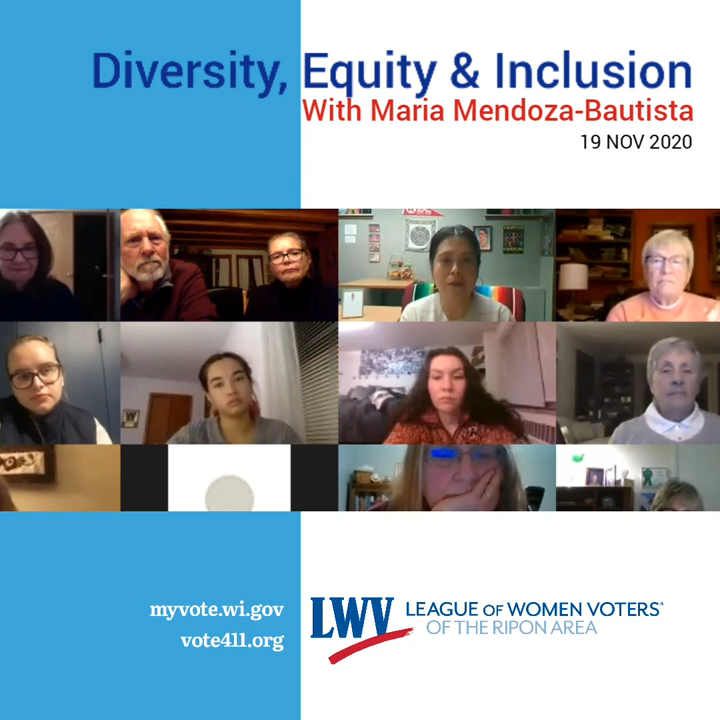 Diversity, Equity & Inclusion
With Maria Mendoza-Bautista
19 NOV 2020
myvote.wi.gov
vote411.org
LWV LEAGUE OF WOMEN VOTERS®
OF THE RIPON AREA